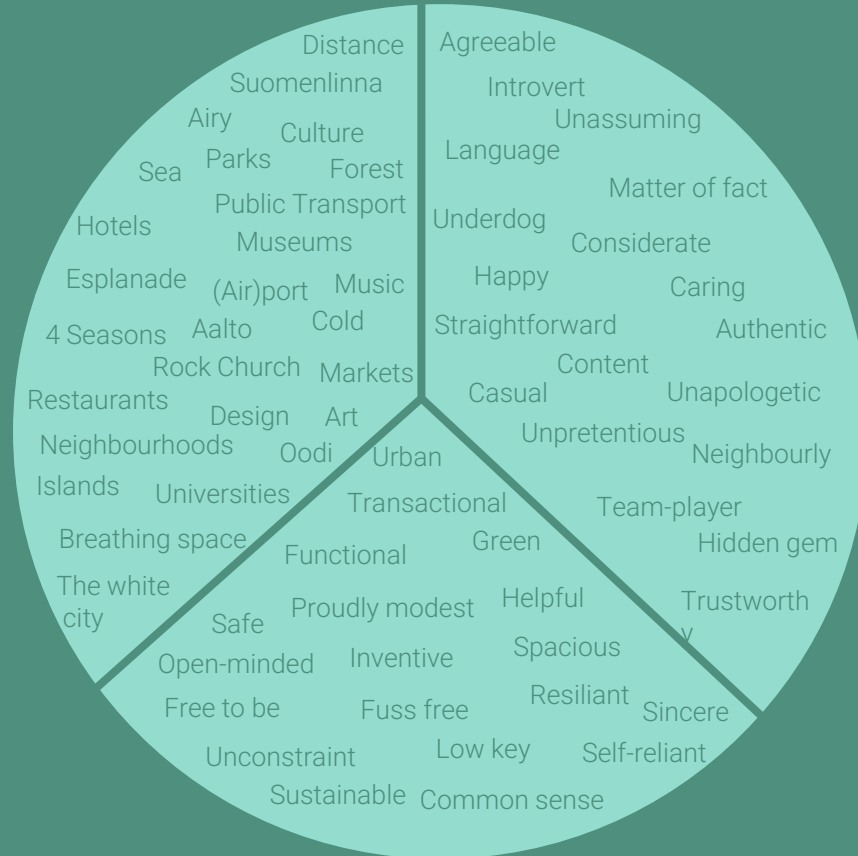 Distance
Suomenlinna
Airy
Culture
Parks
Sea
Forest
Public Transport
Hotels
Museums
Esplanade
(Air)port
Music
4 Seasons
Aalto
Cold
Rock Church
Markets
Restaurants
Design
Art
Neighbourhoods
Oodi
Islands
Universities
Breathing space
The white
city
Agreeable
Introvert
Unassuming
Language
Matter of fact
Underdog
Considerate
Happy
Caring
Straightforward
Authentic
Content
Casual
Unapologetic
Unpretentious
Neighbourly
Team-player
Hidden gem
Trustworth
y
Urban
Transactional
Green
Functional
Helpful
Proudly modest
Safe
Spacious
Open-minded
Inventive
Resiliant
Free to be
Fuss free
Sincere
Unconstraint
Low key
Self-reliant
Sustainable
Common sense